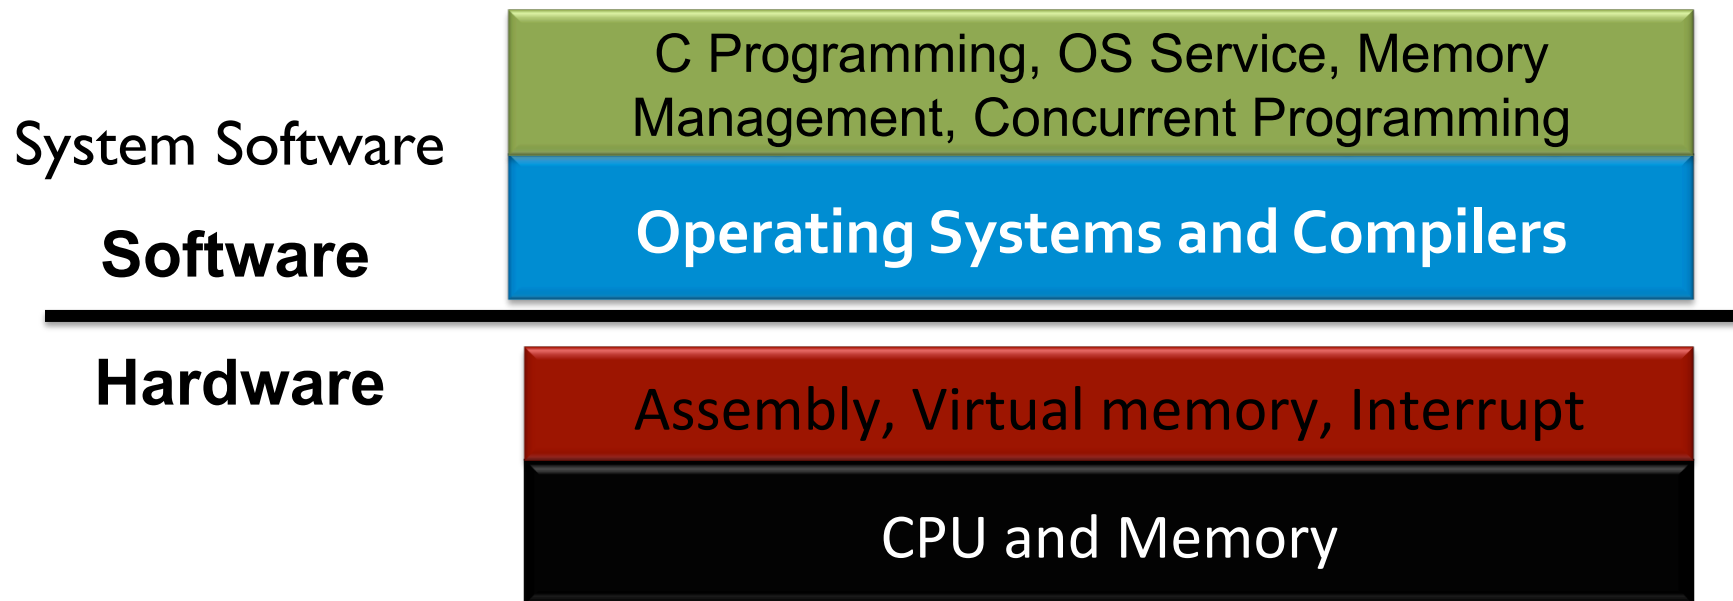 C Programming, OS Service, Memory
Management, Concurrent Programming
System Software
Operating Systems and Compilers
Software
Hardware
Assembly, Virtual memory, Interrupt
CPU and Memory